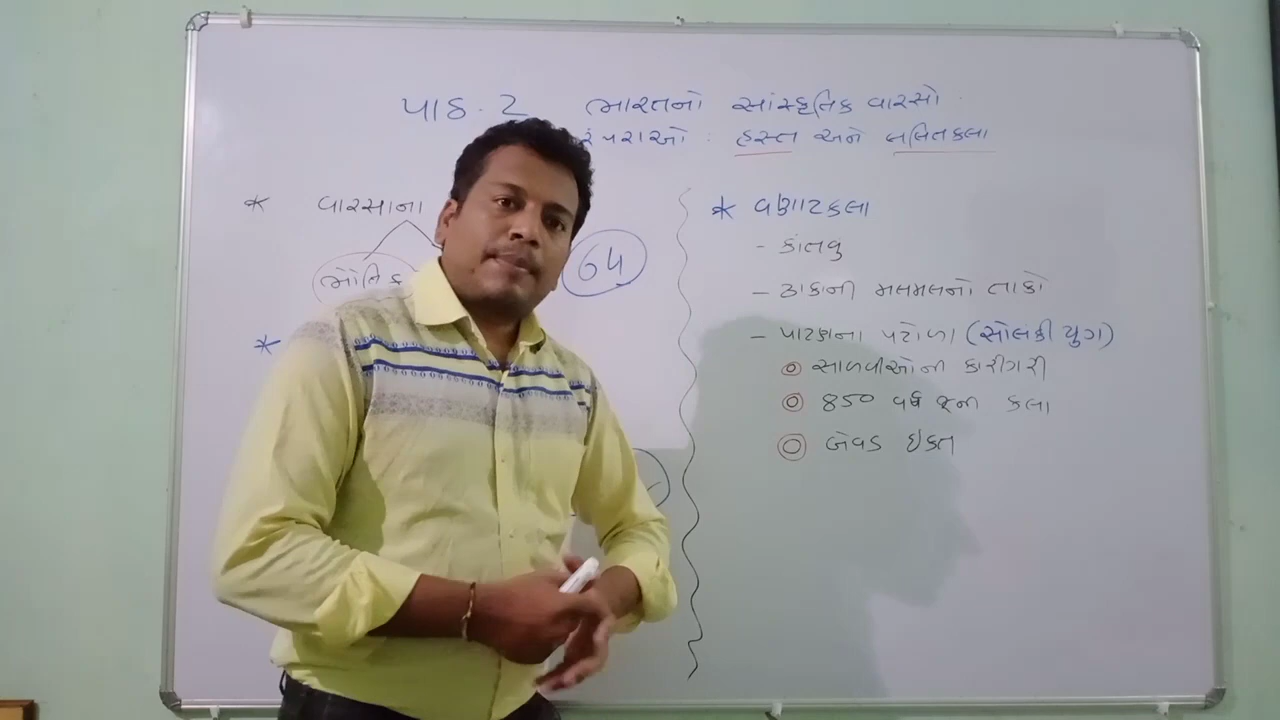 પાઠ - 2 ભારતનો સાંસ્કૃતિક વારસો
રંપરાઓ : હસ્ત અને લલિતકલા
* વારસાના
ભૌતિક
64
*
* વણાટકલા
- કાંતવુ
- ઢાકાની મલમલનો તાકો
- પાટણના પટોળા (સોલંકી યુગ)
સાળવીઓની કારીગરી
850 વર્ષ જૂની કલા
બેવડ ઇક્ત